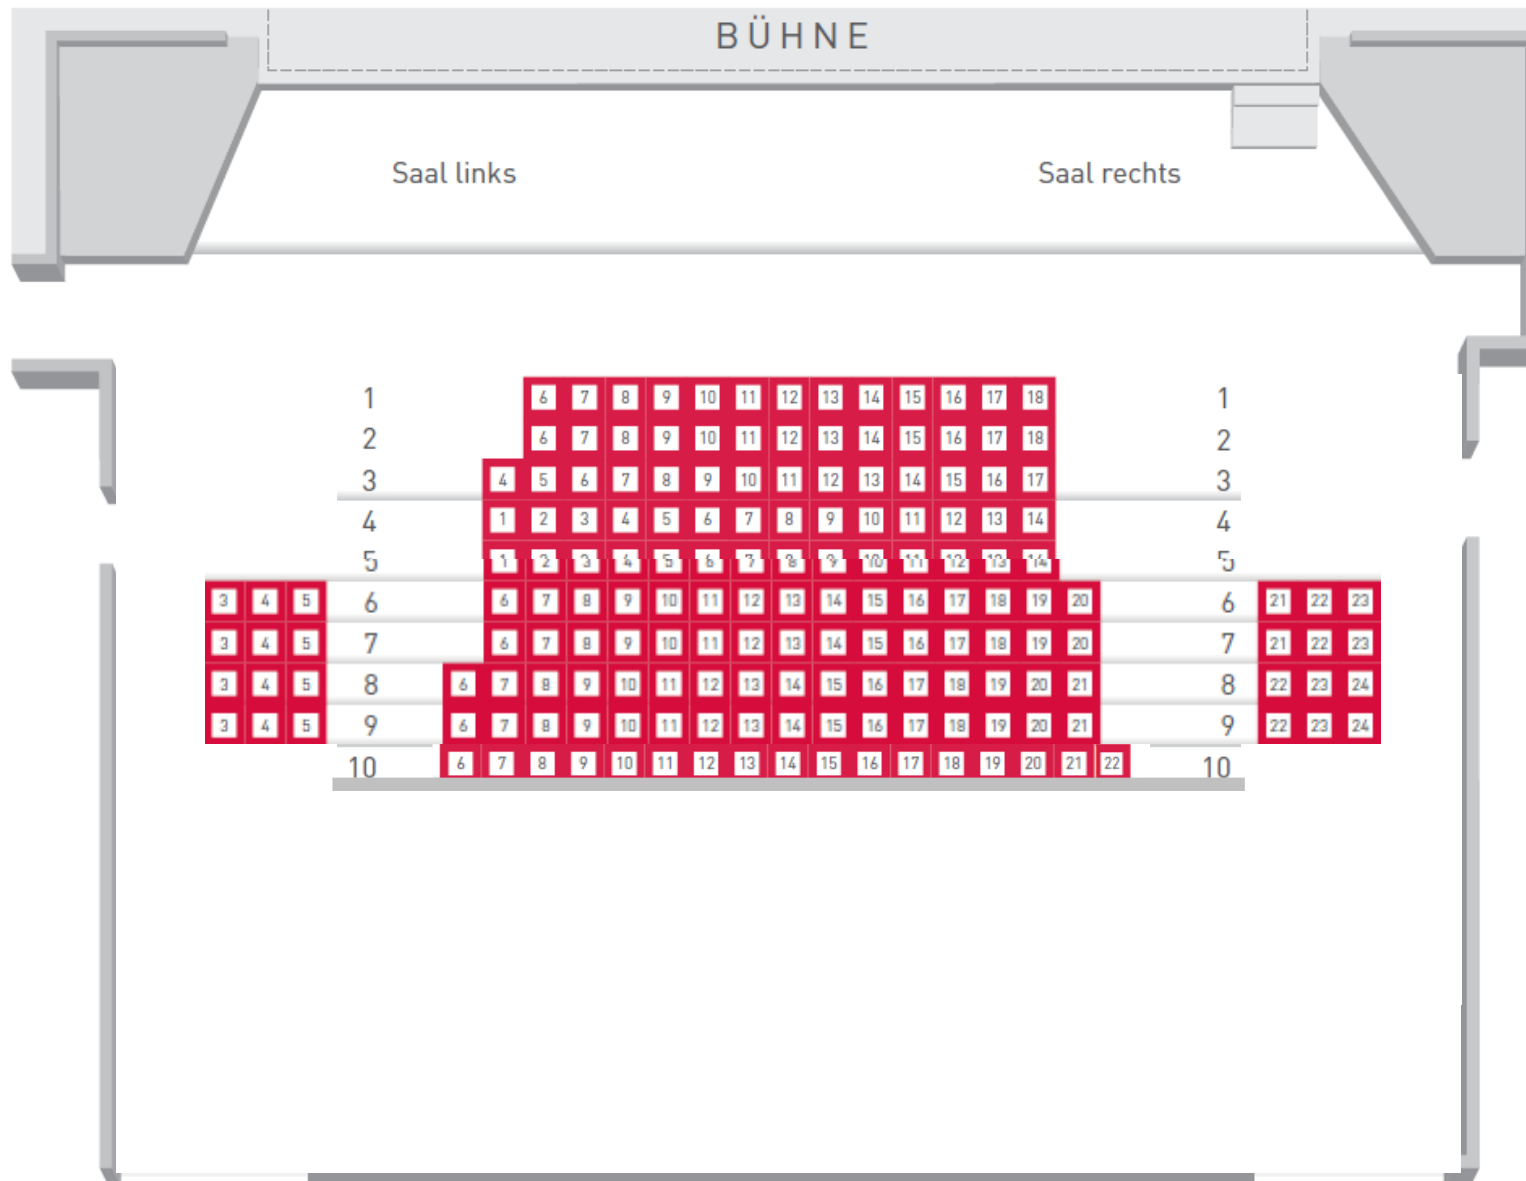 BÜHNE
Saal links Saal rechts
1 6 7 8 9 10 11 12 13 14 15 16 17 18 1
2 6 7 8 9 10 11 12 13 14 15 16 17 18 2
3 4 5 6 7 8 9 10 11 12 13 14 15 16 17 3
4 1 2 3 4 5 6 7 8 9 10 11 12 13 14 4
5 1 2 3 4 5 6 7 8 9 10 11 12 13 14 5
3 4 5 6 6 7 8 9 10 11 12 13 14 15 16 17 18 19 20 6 21 22 23
3 4 5 7 6 7 8 9 10 11 12 13 14 15 16 17 18 19 20 7 21 22 23
3 4 5 8 6 7 8 9 10 11 12 13 14 15 16 17 18 19 20 21 8 22 23 24
3 4 5 9 6 7 8 9 10 11 12 13 14 15 16 17 18 19 20 21 9 22 23 24
10 6 7 8 9 10 11 12 13 14 15 16 17 18 19 20 21 22 10